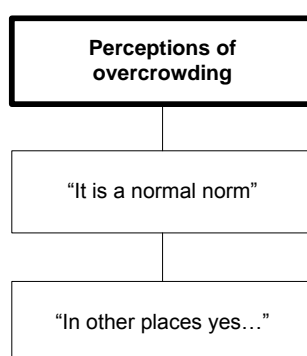 Perceptions of
overcrowding
“It is a normal norm”
“In other places yes…”